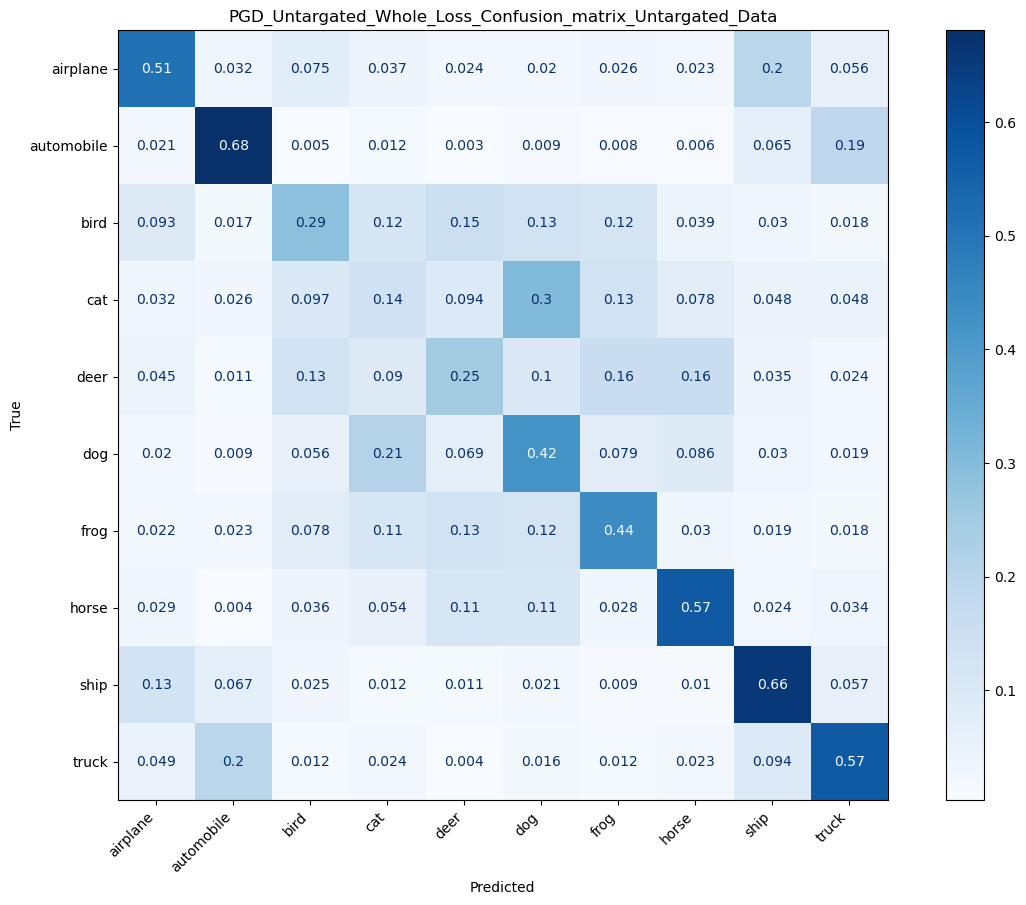 PGD_Untargated_Whole_Loss_Confusion_matrix_Untargated_Data
airplane 0.51 0.032 0.075 0.037 0.024 0.02 0.026 0.023 0.2 0.056
automobile 0.021 0.68 0.005 0.012 0.003 0.009 0.008 0.006 0.065 0.19
bird 0.093 0.017 0.29 0.12 0.15 0.13 0.12 0.039 0.03 0.018
cat 0.032 0.026 0.097 0.14 0.094 0.3 0.13 0.078 0.048 0.048
deer 0.045 0.011 0.13 0.09 0.25 0.1 0.16 0.16 0.035 0.024
dog 0.02 0.009 0.056 0.21 0.069 0.42 0.079 0.086 0.03 0.019
frog 0.022 0.023 0.078 0.11 0.13 0.12 0.44 0.03 0.019 0.018
horse 0.029 0.004 0.036 0.054 0.11 0.11 0.028 0.57 0.024 0.034
ship 0.13 0.067 0.025 0.012 0.011 0.021 0.009 0.01 0.66 0.057
truck 0.049 0.2 0.012 0.024 0.004 0.016 0.012 0.023 0.094 0.57
True
airplane automobile bird cat deer dog frog horse ship truck
Predicted
0.6
0.5
0.4
0.3
0.2
0.1